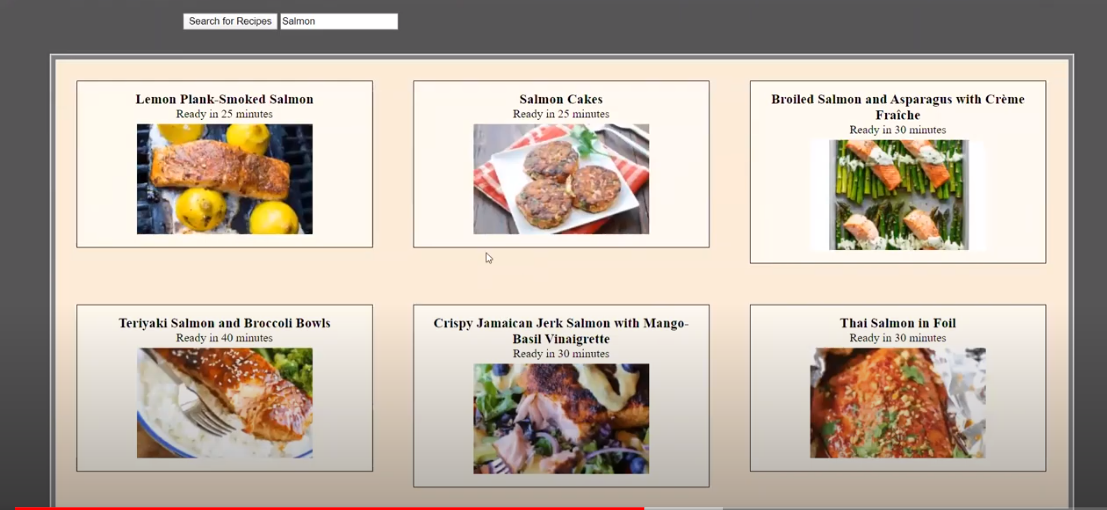 Search for Recipes Salmon
Lemon Plank-Smoked Salmon
Ready in 25 minutes
Salmon Cakes
Ready in 25 minutes
Broiled Salmon and Asparagus with Crème
Fraîche
Ready in 30 minutes
Teriyaki Salmon and Broccoli Bowls
Ready in 40 minutes
Crispy Jamaican Jerk Salmon with Mango-
Basil Vinaigrette
Ready in 30 minutes
Thai Salmon in Foil
Ready in 30 minutes